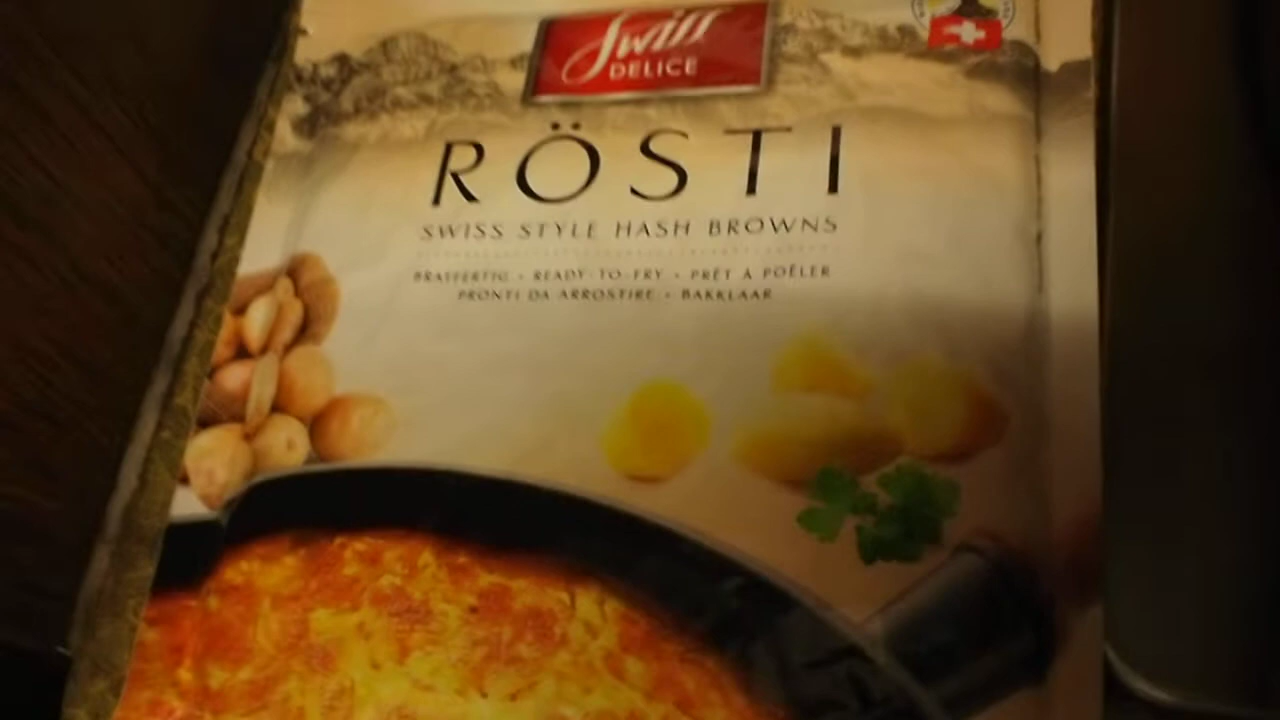 Swiss
DELICE
RÖSTI
SWISS STYLE HASH BROWNS
BRATFERTIG • READY-TO-FRY • PRÊT À POÊLER
PRONTI DA ARROSTIRE • BAKKLAAR